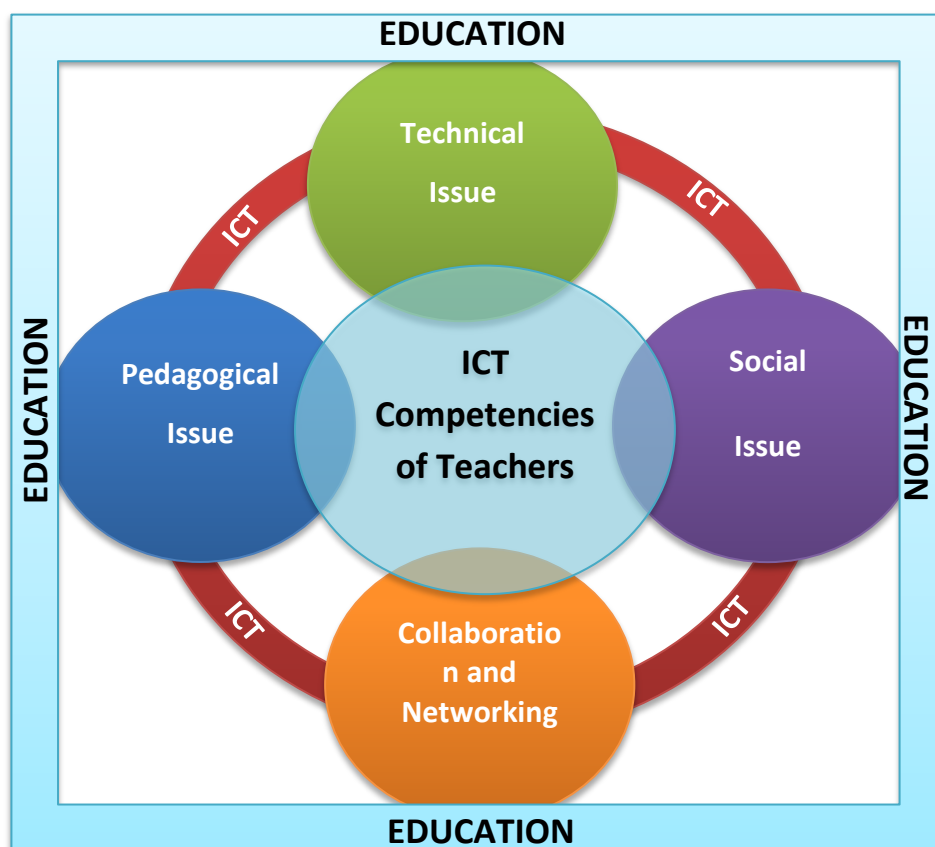 EDUCATION
Technical
Issue
ICT
ICT
EDUCATION
Pedagogical
Issue
ICT
Competencies
of Teachers
Social
Issue
EDUCATION
ICT
ICT
Collaboratio
n and
Networking
EDUCATION